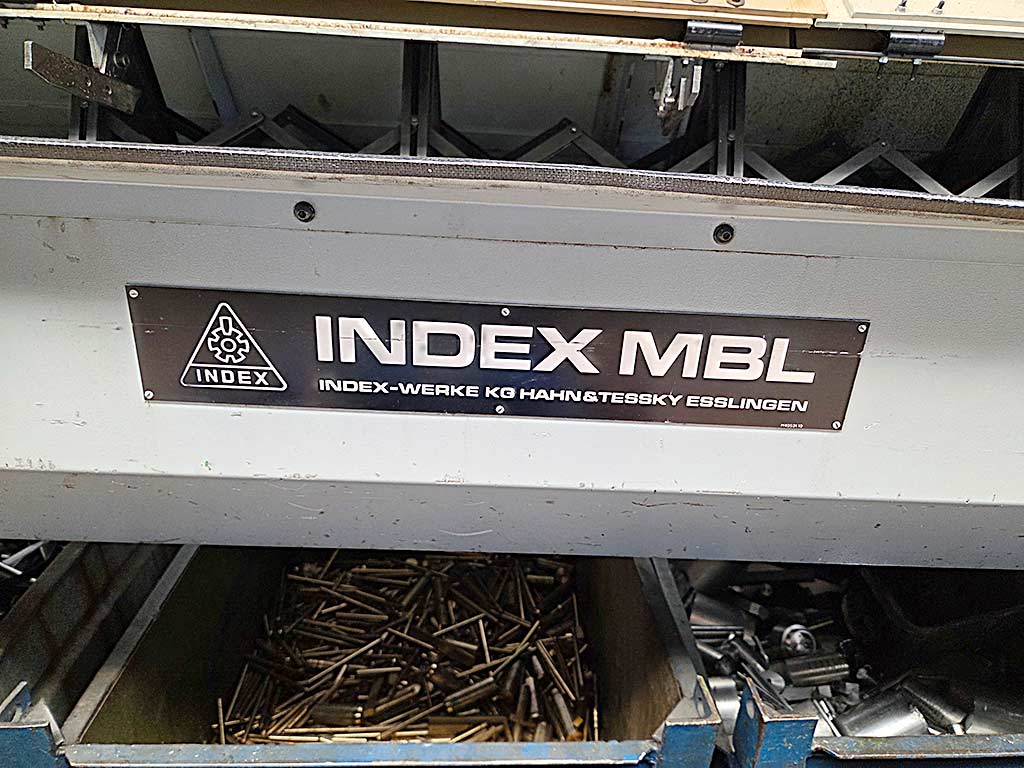 INDEX
INDEX MBL
INDEX-WERKE KG HAHN&TESSKY ESSLINGEN